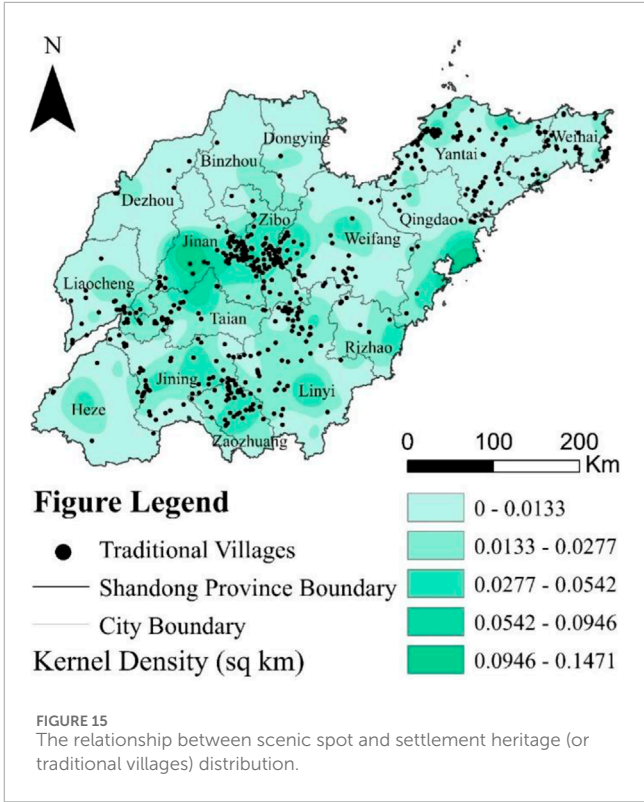 N
Dongying
Binzhou
Weihai
Yantai
Dezhou
Zibo
Qingdao
Jinan
Weifang
Liaocheng
Taian
Rizhao
Jining
Linyi
Heze
Zaozhuang
0 100 200
Km
Figure Legend
Traditional Villages
Shandong Province Boundary
City Boundary
Kernel Density (sq km)
0 - 0.0133
0.0133 - 0.0277
0.0277 - 0.0542
0.0542 - 0.0946
0.0946 - 0.1471
FIGURE 15
The relationship between scenic spot and settlement heritage (or
traditional villages) distribution.